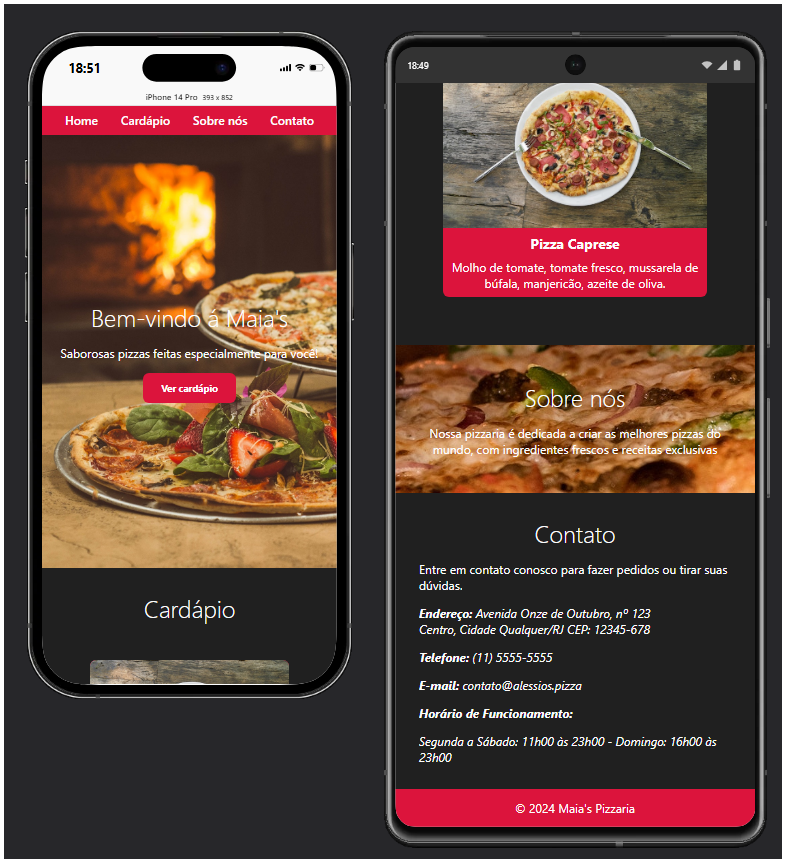 18:51
iPhone 14 Pro 393 x 852
Home Cardápio Sobre nós Contato
Bem-vindo á Maia's
Saborosas pizzas feitas especialmente para você!
Ver cardápio
Cardápio
18:49
Pizza Caprese
Molho de tomate, tomate fresco, mussarela de
búfala, manjericão, azeite de oliva.
Sobre nós
Nossa pizzaria é dedicada a criar as melhores pizzas do
mundo, com ingredientes frescos e receitas exclusivas
Contato
Entre em contato conosco para fazer pedidos ou tirar suas
dúvidas.
Endereço: Avenida Onze de Outubro, nº 123
Centro, Cidade Qualquer/RJ CEP: 12345-678
Telefone: (11) 5555-5555
E-mail: contato@alessios.pizza
Horário de Funcionamento:
Segunda a Sábado: 11h00 às 23h00 - Domingo: 16h00 às
23h00
© 2024 Maia's Pizzaria